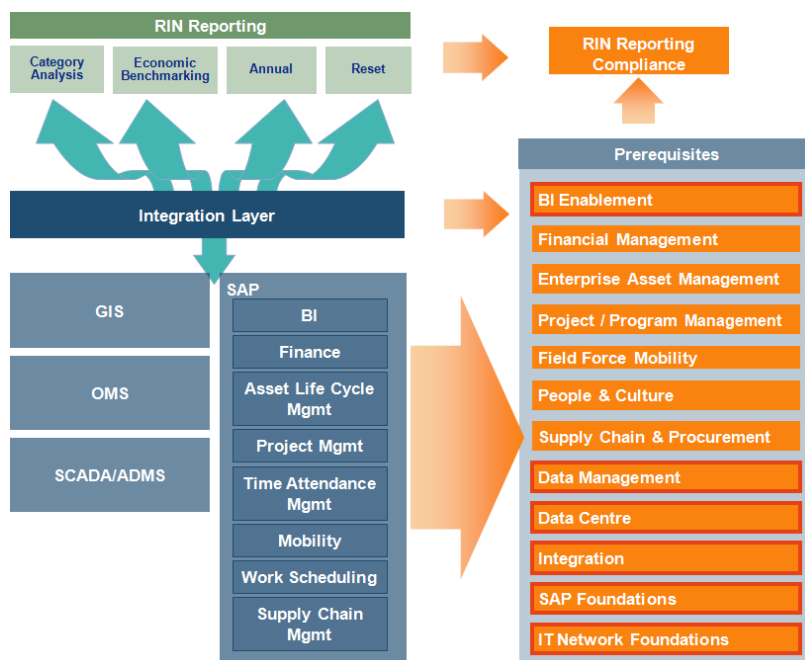 RIN Reporting
Category
Analysis
Economic
Benchmarking
Annual
Reset
RIN Reporting
Compliance
Integration Layer
GIS
OMS
SCADA/ADMS
SAP
BI
Finance
Asset Life Cycle
Mgmt
Project Mgmt
Time Attendance
Mgmt
Mobility
Work Scheduling
Supply Chain
Mgmt
Prerequisites
BI Enablement
Financial Management
Enterprise Asset Management
Project / Program Management
Field Force Mobility
People & Culture
Supply Chain & Procurement
Data Management
Data Centre
Integration
SAP Foundations
IT Network Foundations